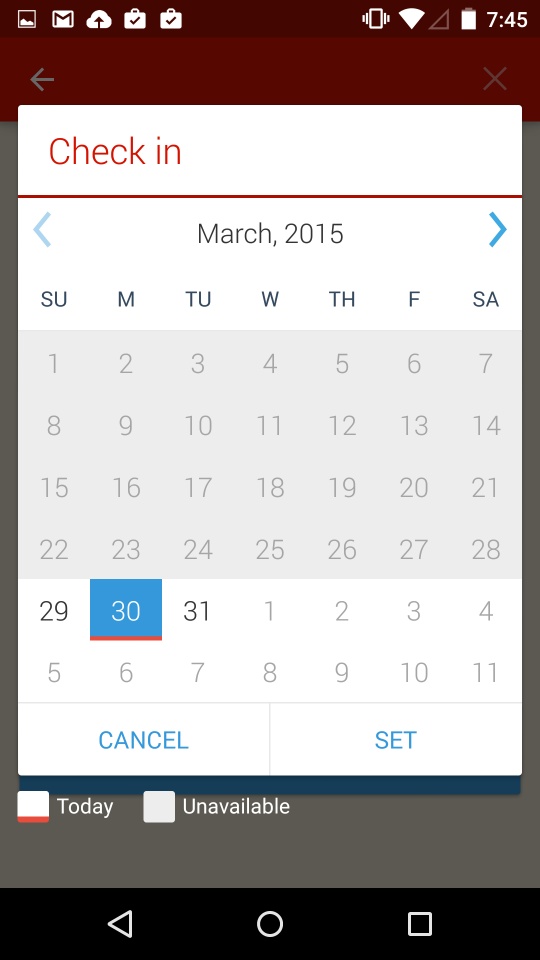 7:45
Check in
March, 2015
SU M TU W TH F SA
1 2 3 4 5 6 7
8 9 10 11 12 13 14
15 16 17 18 19 20 21
22 23 24 25 26 27 28
29 30 31 1 2 3 4
5 6 7 8 9 10 11
CANCEL SET
Today Unavailable